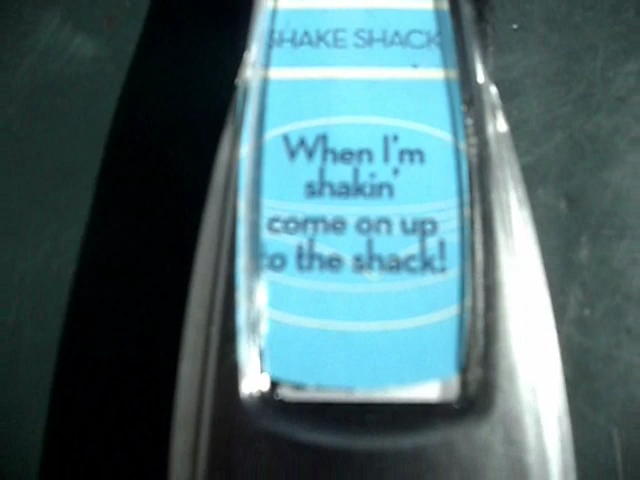 SHAKE SHACK
When I'm
shakin'
come on up
to the shack!